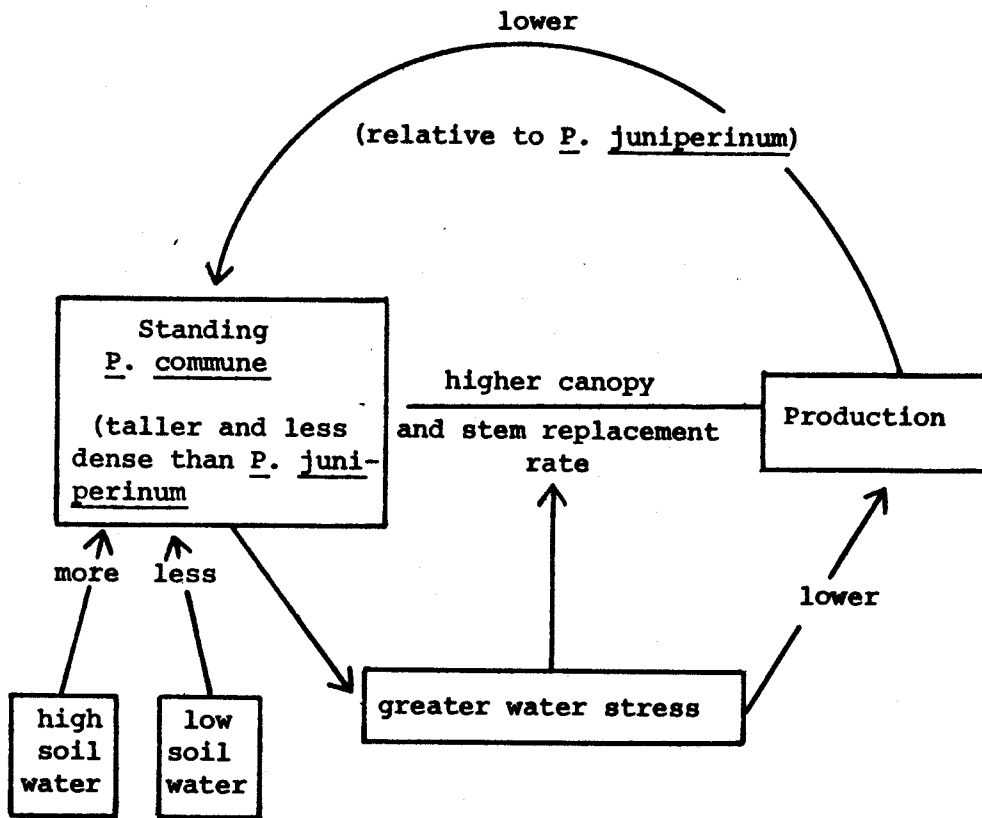 lower
(relative to P. juniperinum)
Standing
P. commune
(taller and less
dense than P. juni-
perinum
higher canopy
and stem replacement
rate
Production
more
less
lower
high
soil
water
low
soil
water
greater water stress